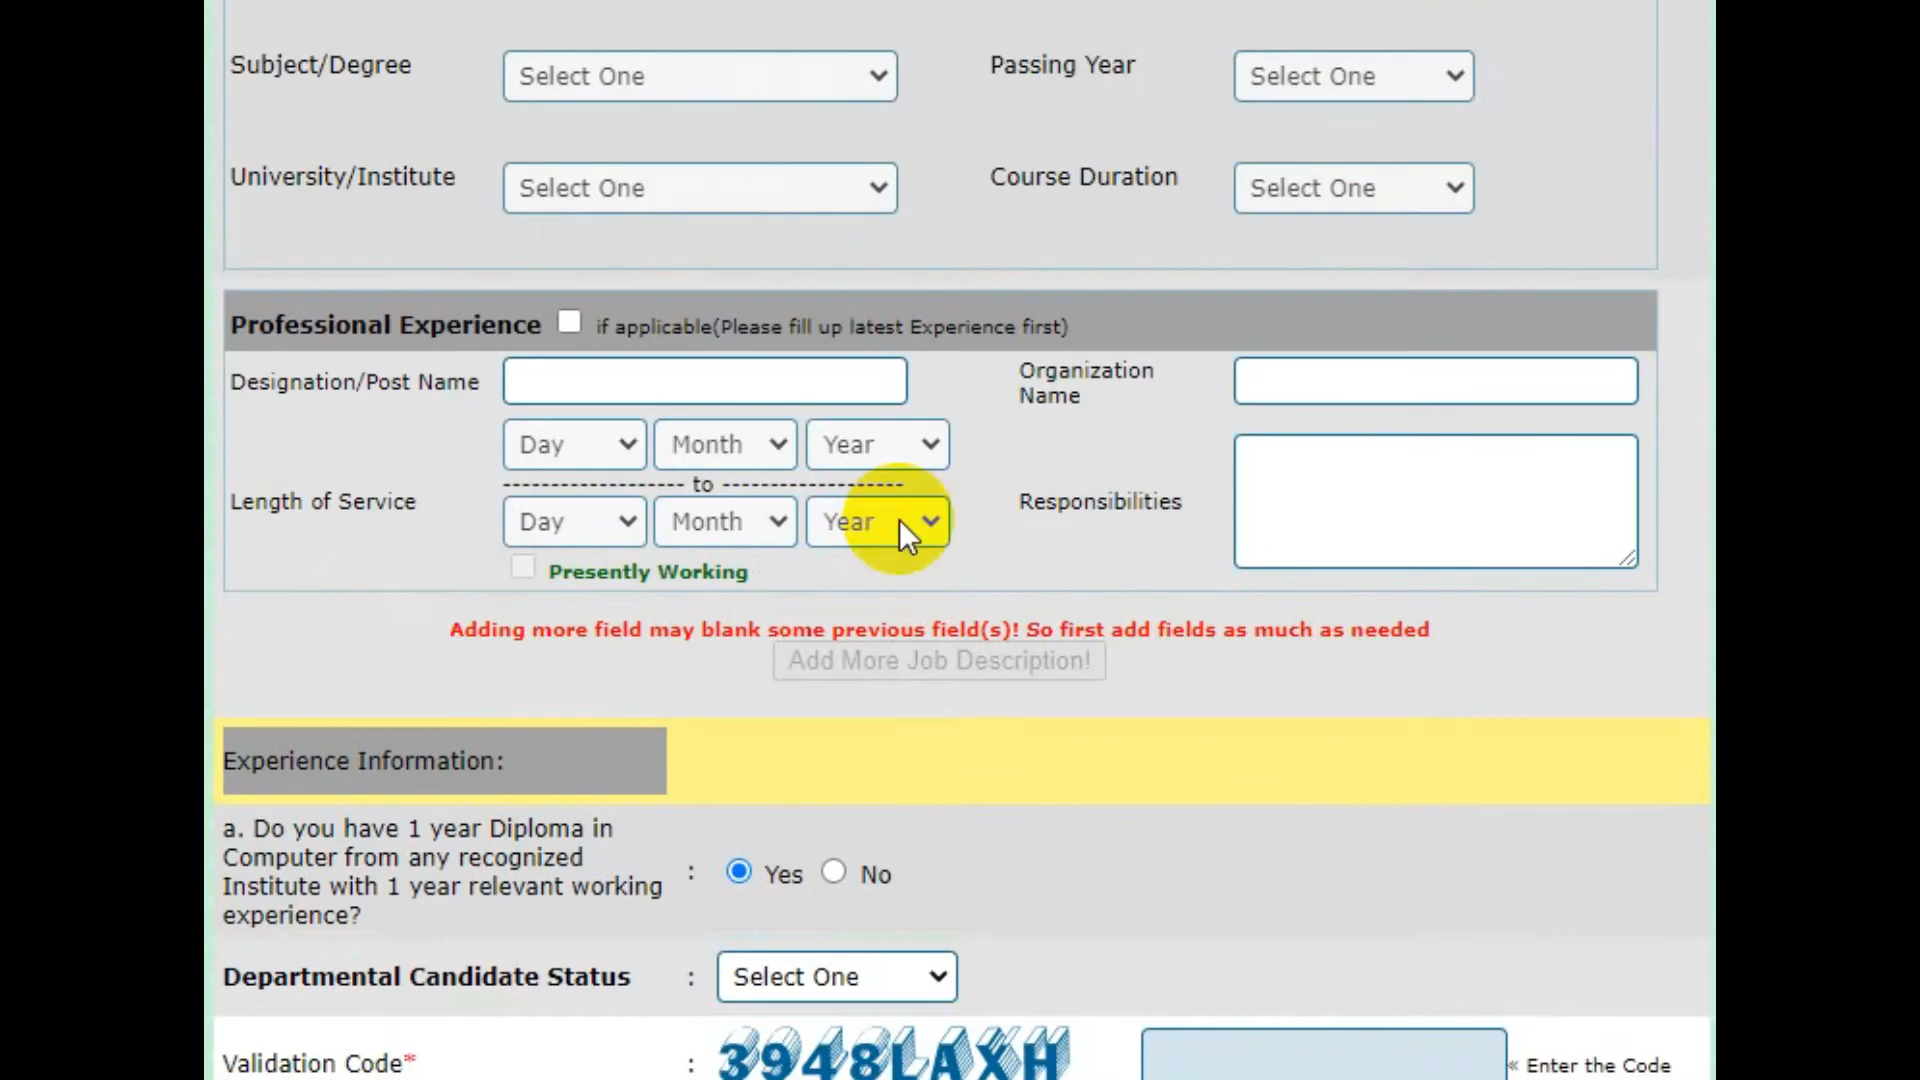 Subject/Degree Select One Passing Year Select One
University/Institute Select One Course Duration Select One
Professional Experience if applicable(Please fill up latest Experience first)
Designation/Post Name
Organization
Name
Day Month Year
------------------- to -------------------
Length of Service
Day Month Year
Responsibilities
Presently Working
Adding more field may blank some previous field(s)! So first add fields as much as needed
Add More Job Description!
Experience Information:
a. Do you have 1 year Diploma in
Computer from any recognized
Institute with 1 year relevant working
experience?
: Yes No
Departmental Candidate Status : Select One
Validation Code* : 3948LAXH « Enter the Code